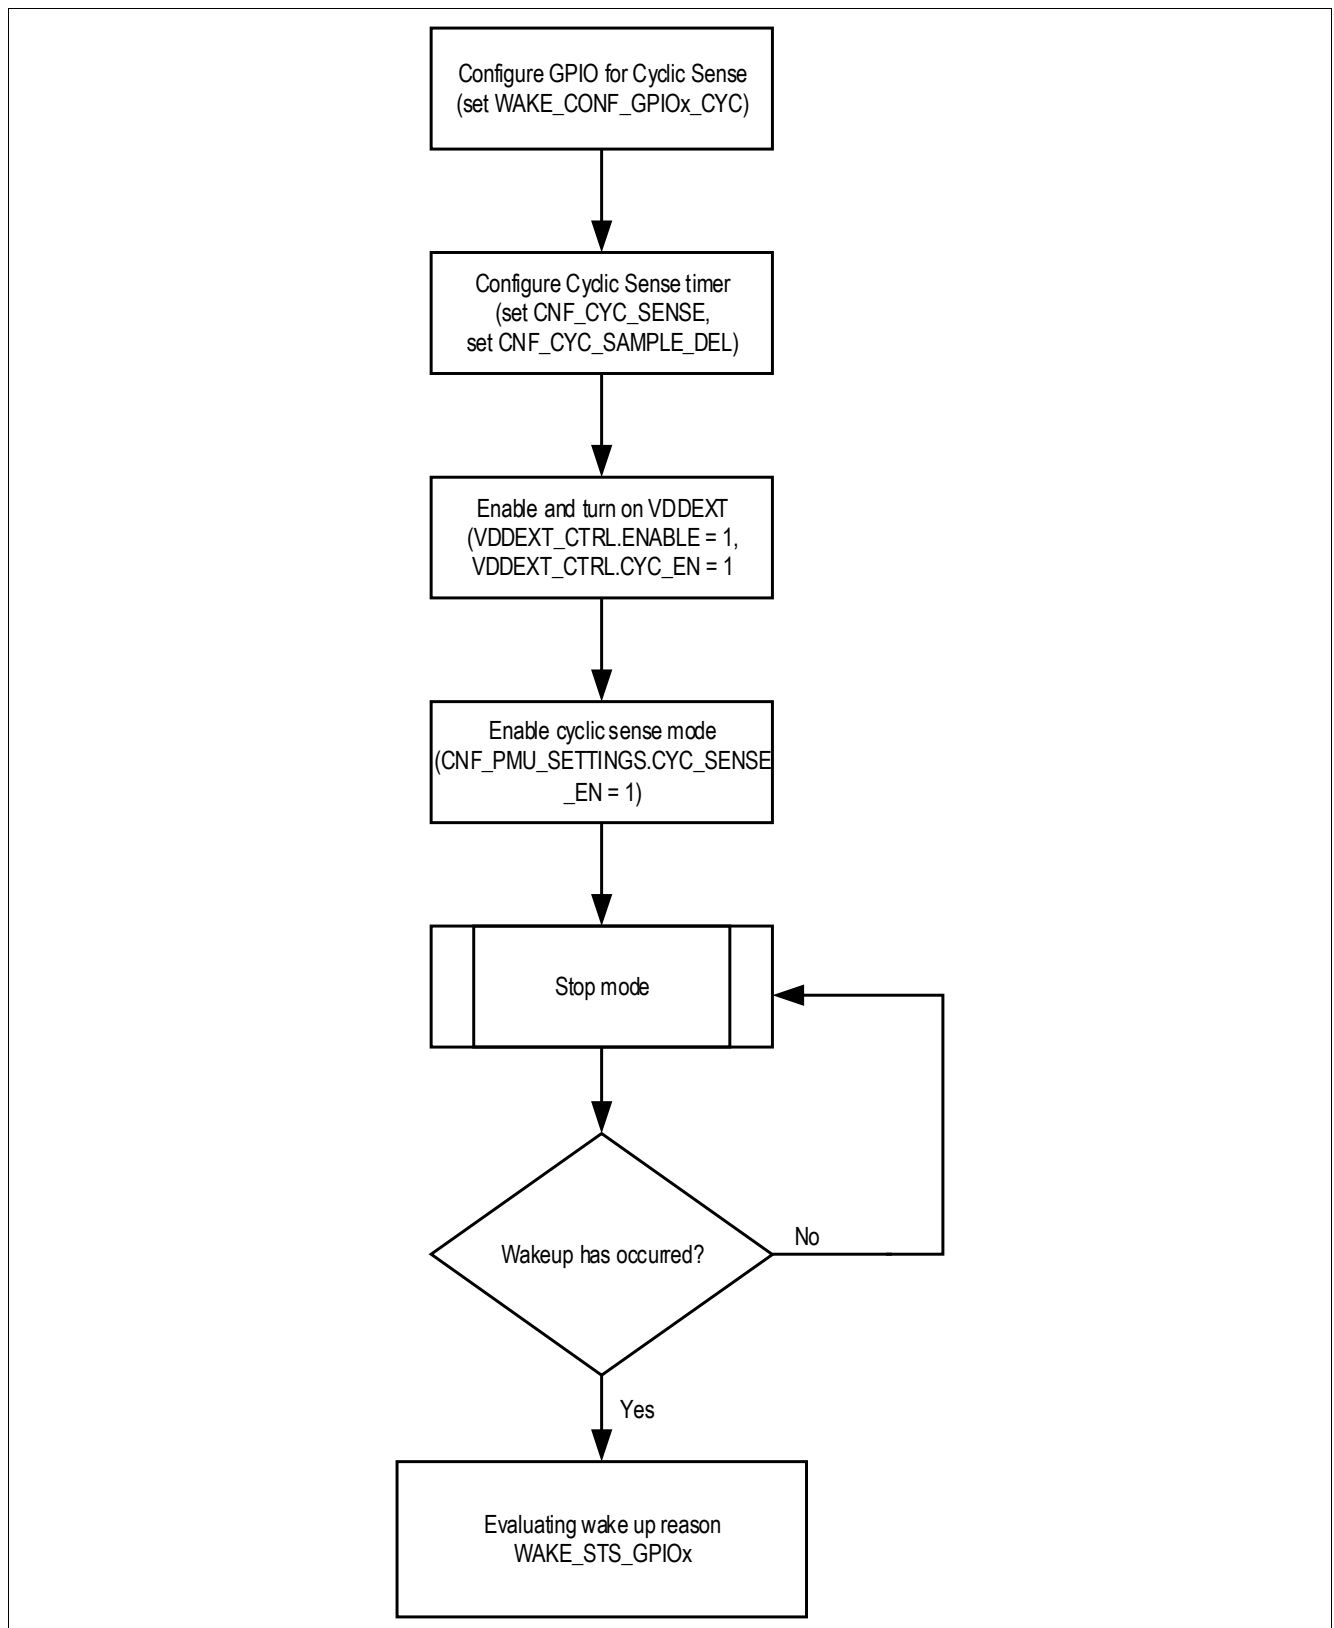 Configure GPIO for Cyclic Sense
(set WAKE_CONF_GPIOx_CYC)
Configure Cyclic Sense timer
(set CNF_CYC_SENSE,
set CNF_CYC_SAMPLE_DEL)
Enable and turn on VDDEXT
(VDDEXT_CTRL.ENABLE = 1,
VDDEXT_CTRL.CYC_EN = 1
Enable cyclic sense mode
(CNF_PMU_SETTINGS.CYC_SENSE
_EN = 1)
Stop mode
Wakeup has occurred?
No
Yes
Evaluating wake up reason
WAKE_STS_GPIOx